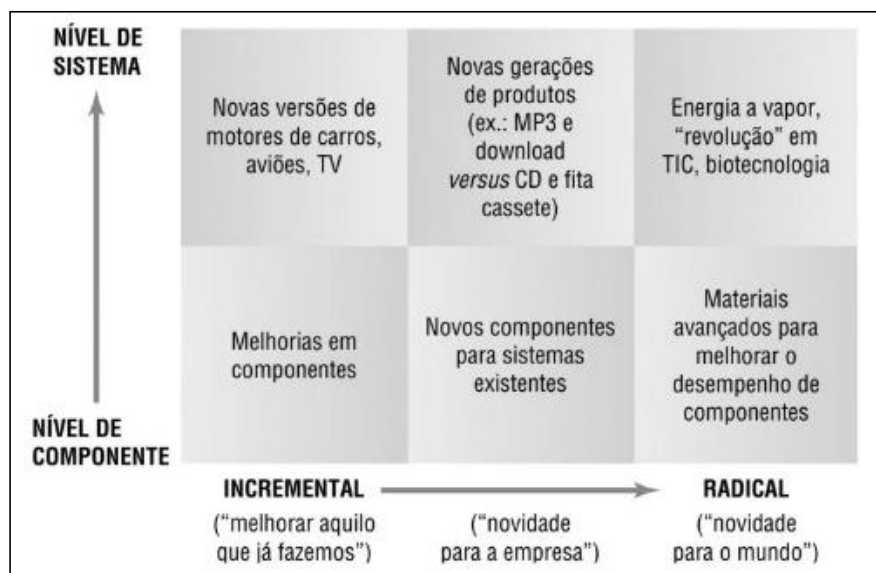 NÍVEL DE
SISTEMA
Novas versões de
motores de carros,
aviões, TV
Novas gerações
de produtos
(ex.: MP3 e
download
versus CD e fita
cassete)
Energia a vapor,
“revolução” em
TIC, biotecnologia
Melhorias em
componentes
Novos componentes
para sistemas
existentes
Materiais
avançados para
melhorar o
desempenho de
componentes
NÍVEL DE
COMPONENTE
INCREMENTAL
(“melhorar aquilo
que já fazemos”)
(“novidade
para a empresa”)
RADICAL
(“novidade
para o mundo”)